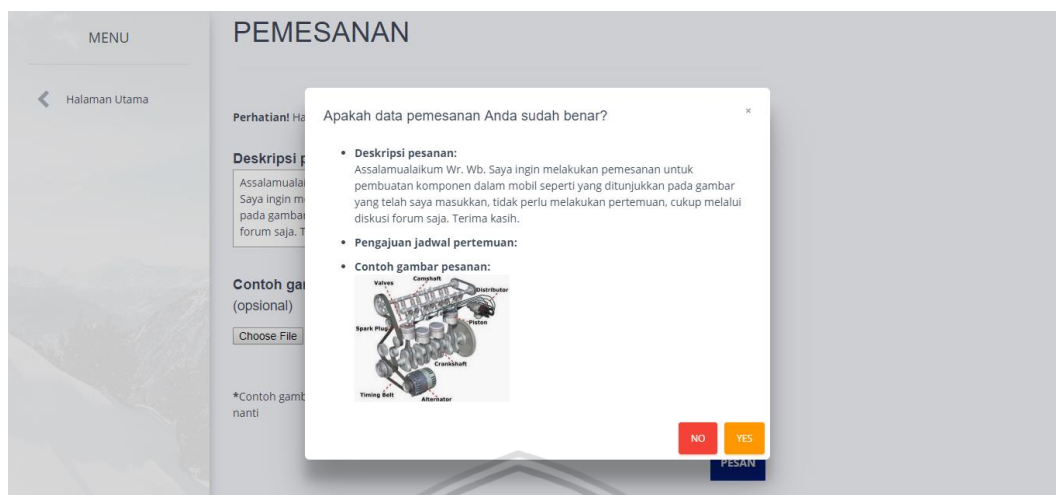 MENU
Halaman Utama
PEMESANAN
Perhatian! Ha
Deskripsi p
Assalamualai
Saya ingin m
pada gambar
forum saja. T
Contoh gam
(opsional)
Choose File
*Contoh gamb
nanti
PESAN
Apakah data pemesanan Anda sudah benar?
×
• Deskripsi pesanan:
Assalamualaikum Wr. Wb. Saya ingin melakukan pemesanan untuk
pembuatan komponen dalam mobil seperti yang ditunjukkan pada gambar
yang telah saya masukkan, tidak perlu melakukan pertemuan, cukup melalui
diskusi forum saja. Terima kasih.
• Pengajuan jadwal pertemuan:
• Contoh gambar pesanan:
Valves
Camshaft
Distributor
Spark Plug
Piston
Crankshaft
Timing Belt
Alternator
NO
YES